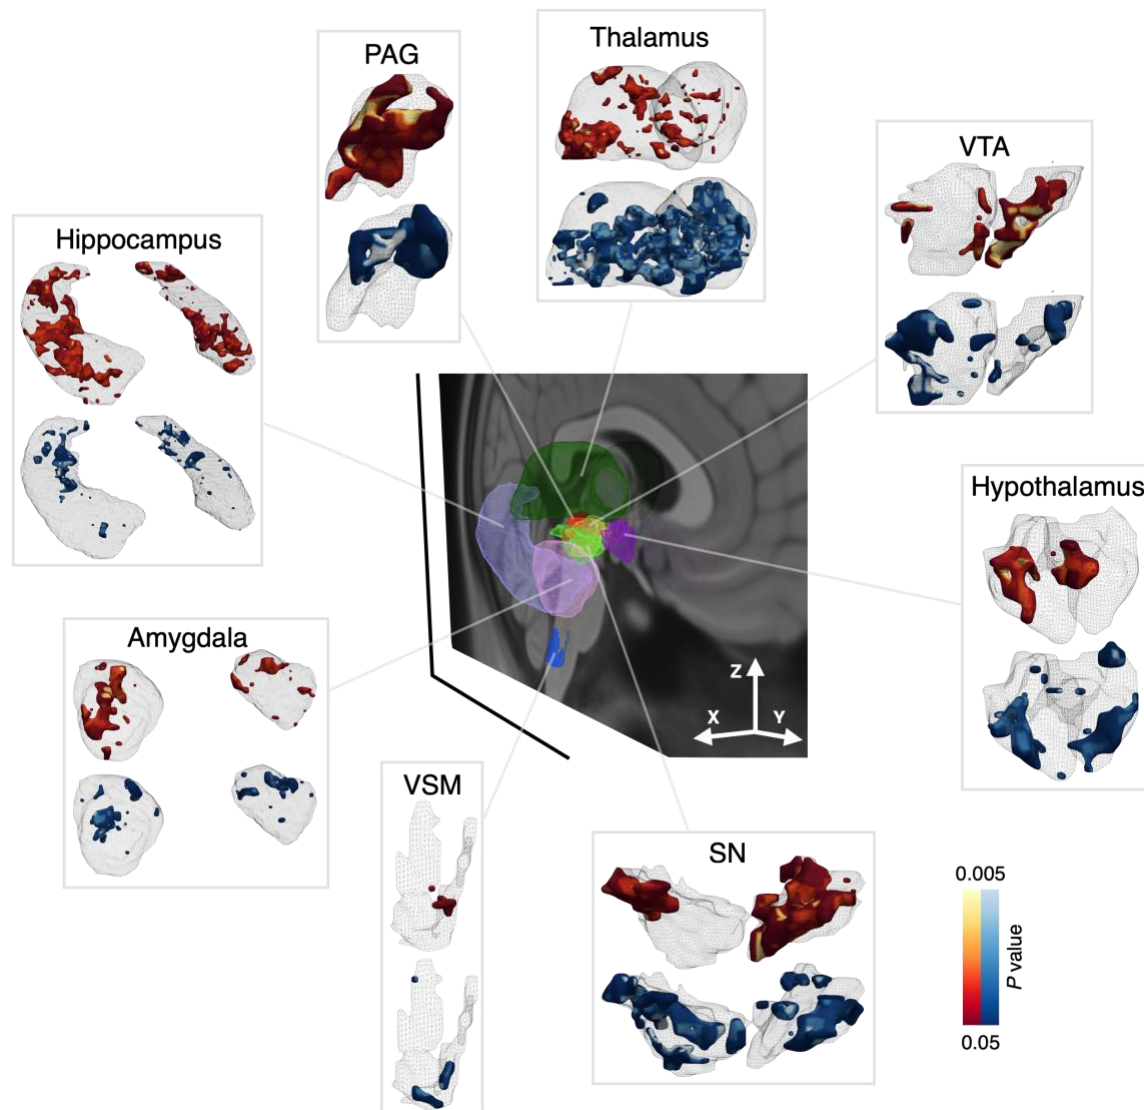 PAG
Thalamus
VTA
Hippocampus
Hypothalamus
Amygdala
Z
X
Y
VSM
SN
0.005
P value
0.05